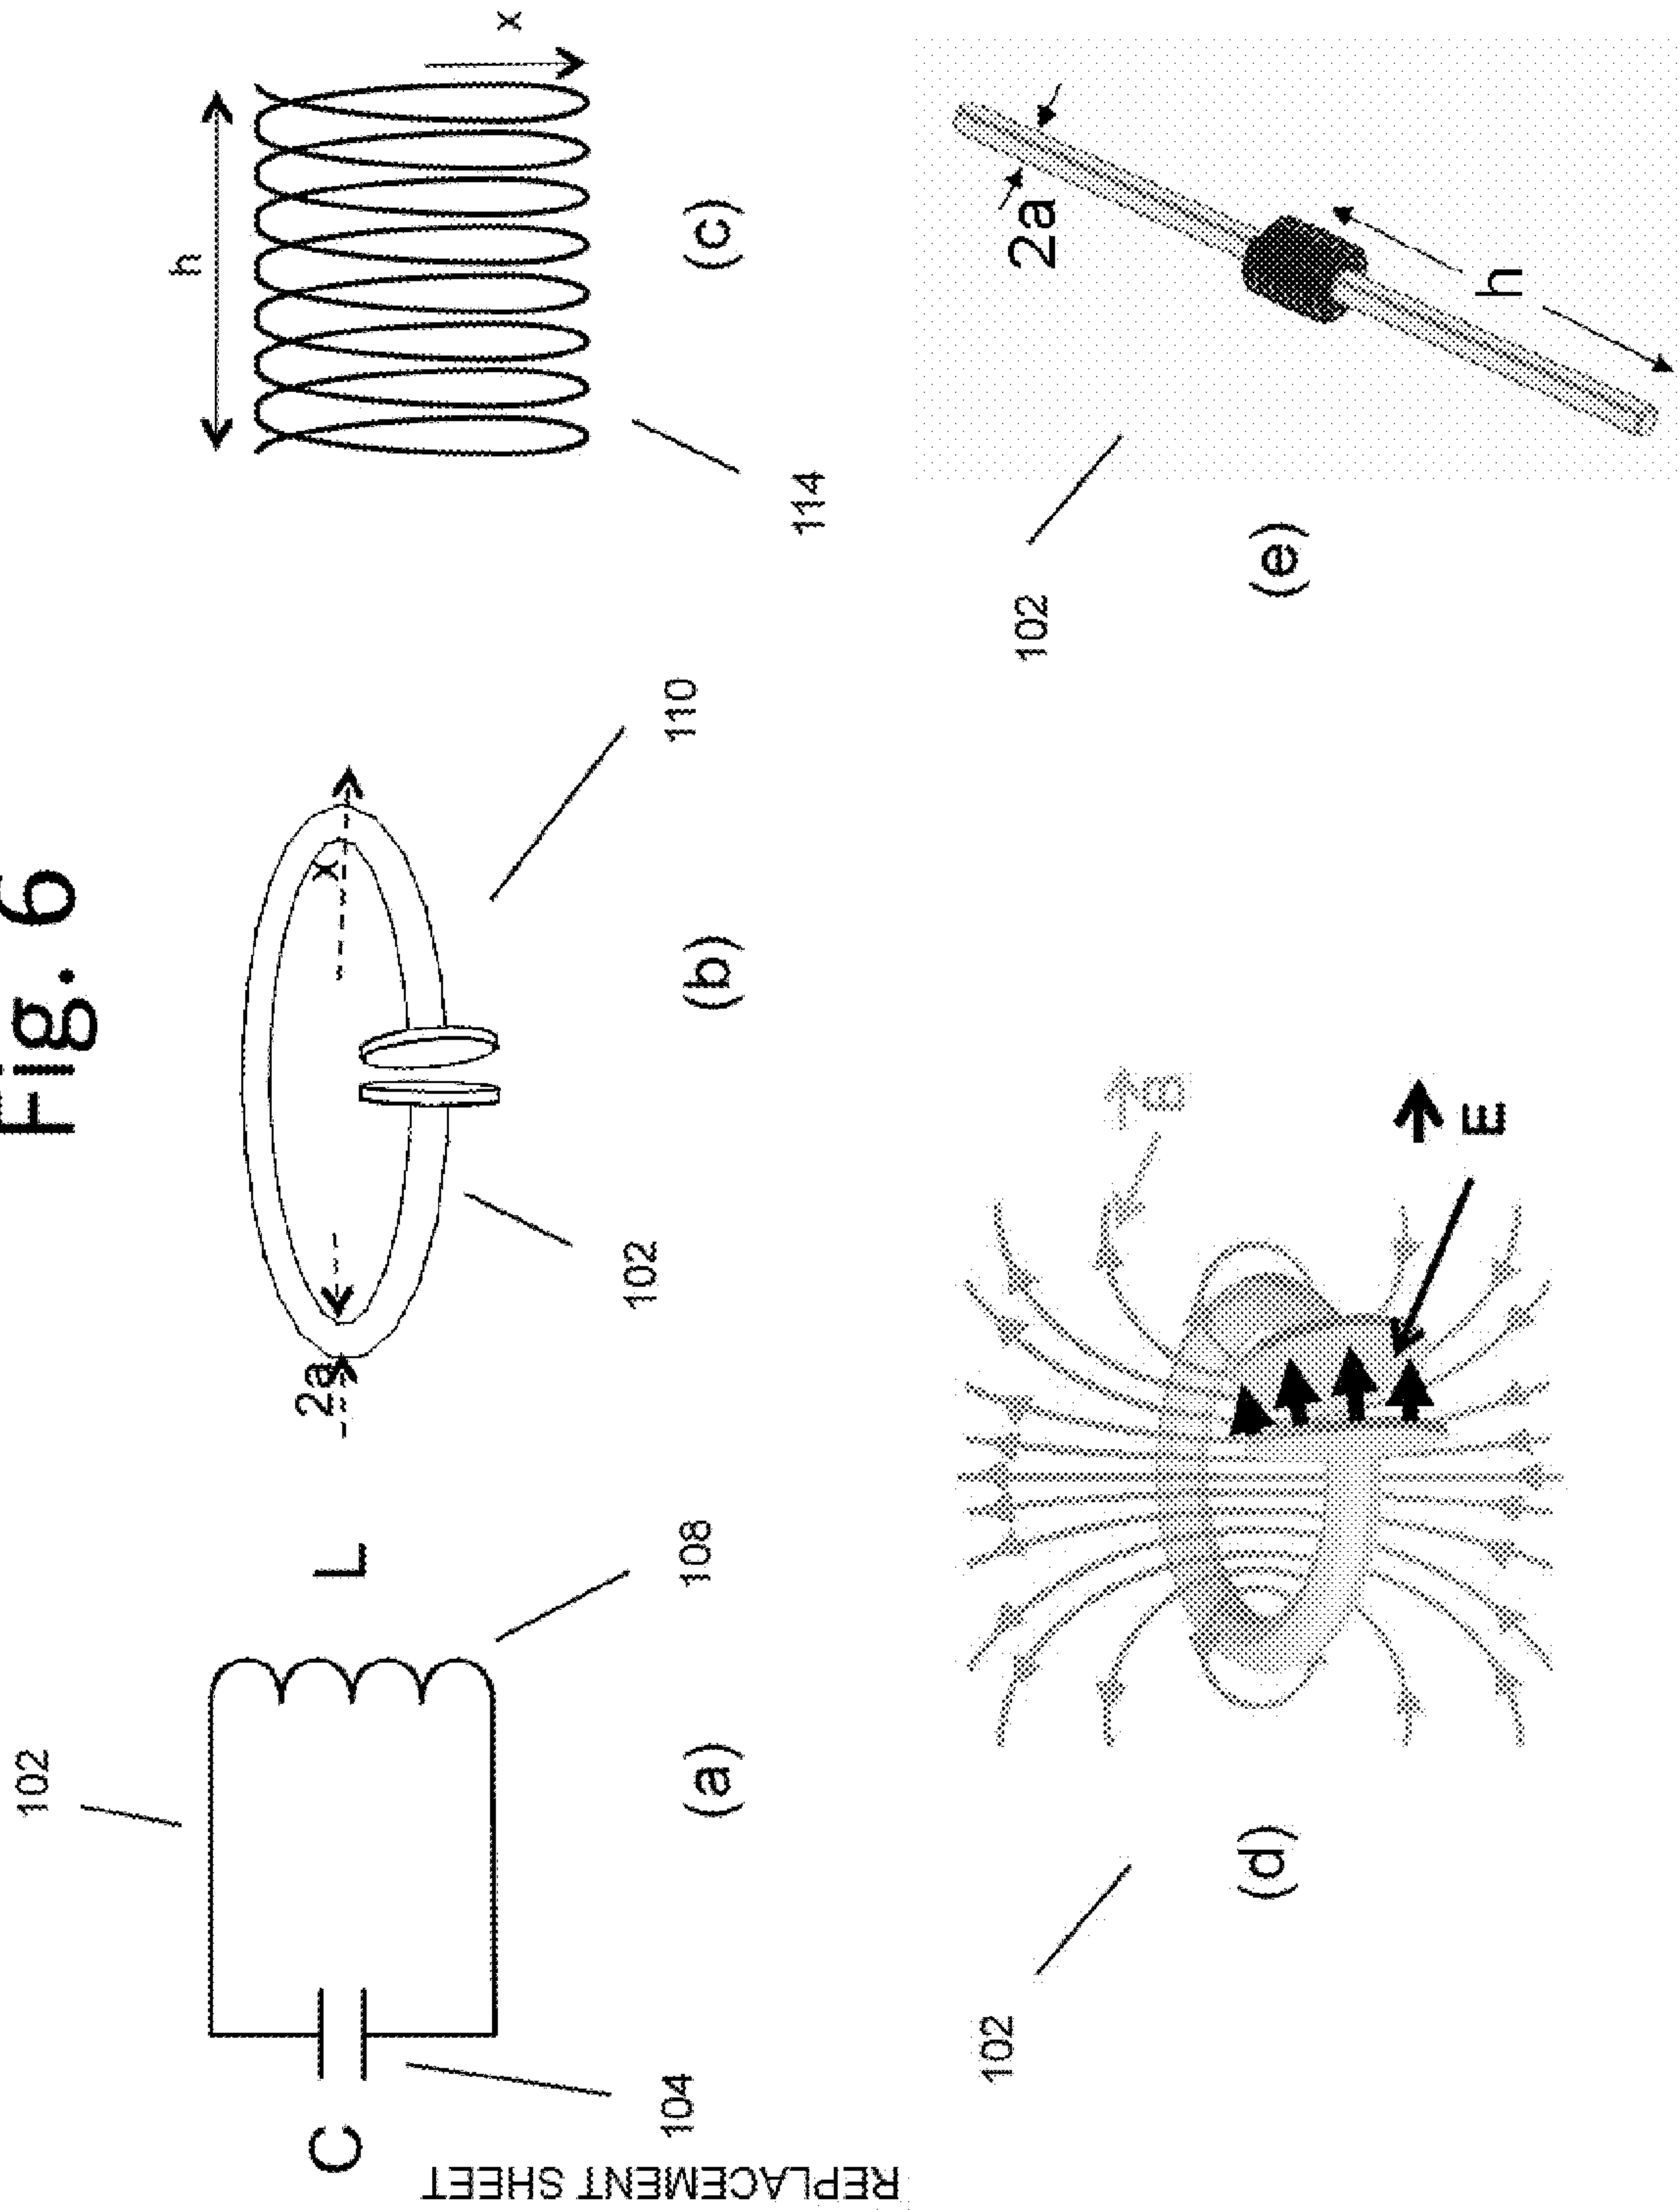 Fig. 6
102
C
L
104
108
(a)
2a
x
102
110
(b)
h
x
114
(c)
102
(d)
B
E
102
(e)
2a
h
REPLACEMENT SHEET